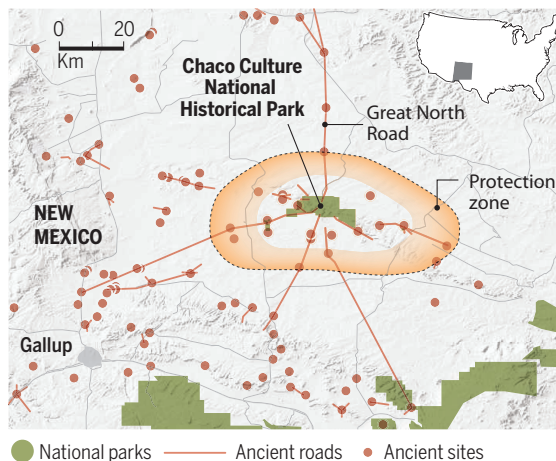 0 20
Km
Chaco Culture
National
Historical Park
Great North
Road
Protection
zone
NEW
MEXICO
Gallup
National parks Ancient roads Ancient sites